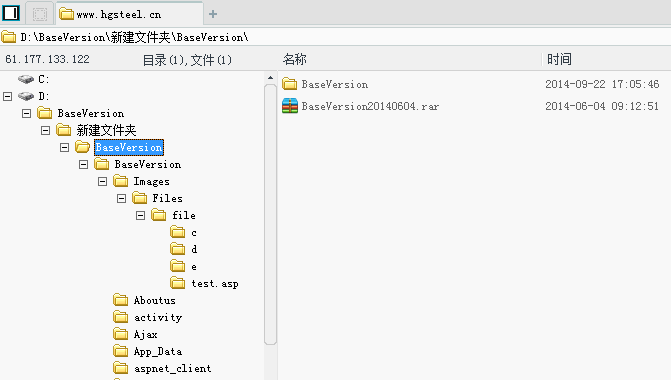 www.hgsteel.cn
D:\BaseVersion\新建文件夹\BaseVersion\
61.177.133.122 目录(1),文件(1) 名称 时间
C:
D:
BaseVersion
新建文件夹
BaseVersion
BaseVersion
Images
Files
file
c
d
e
test.asp
Aboutus
activity
Ajax
App_Data
aspnet_client
BaseVersion 2014-09-22 17:05:46
BaseVersion20140604.rar 2014-06-04 09:12:51